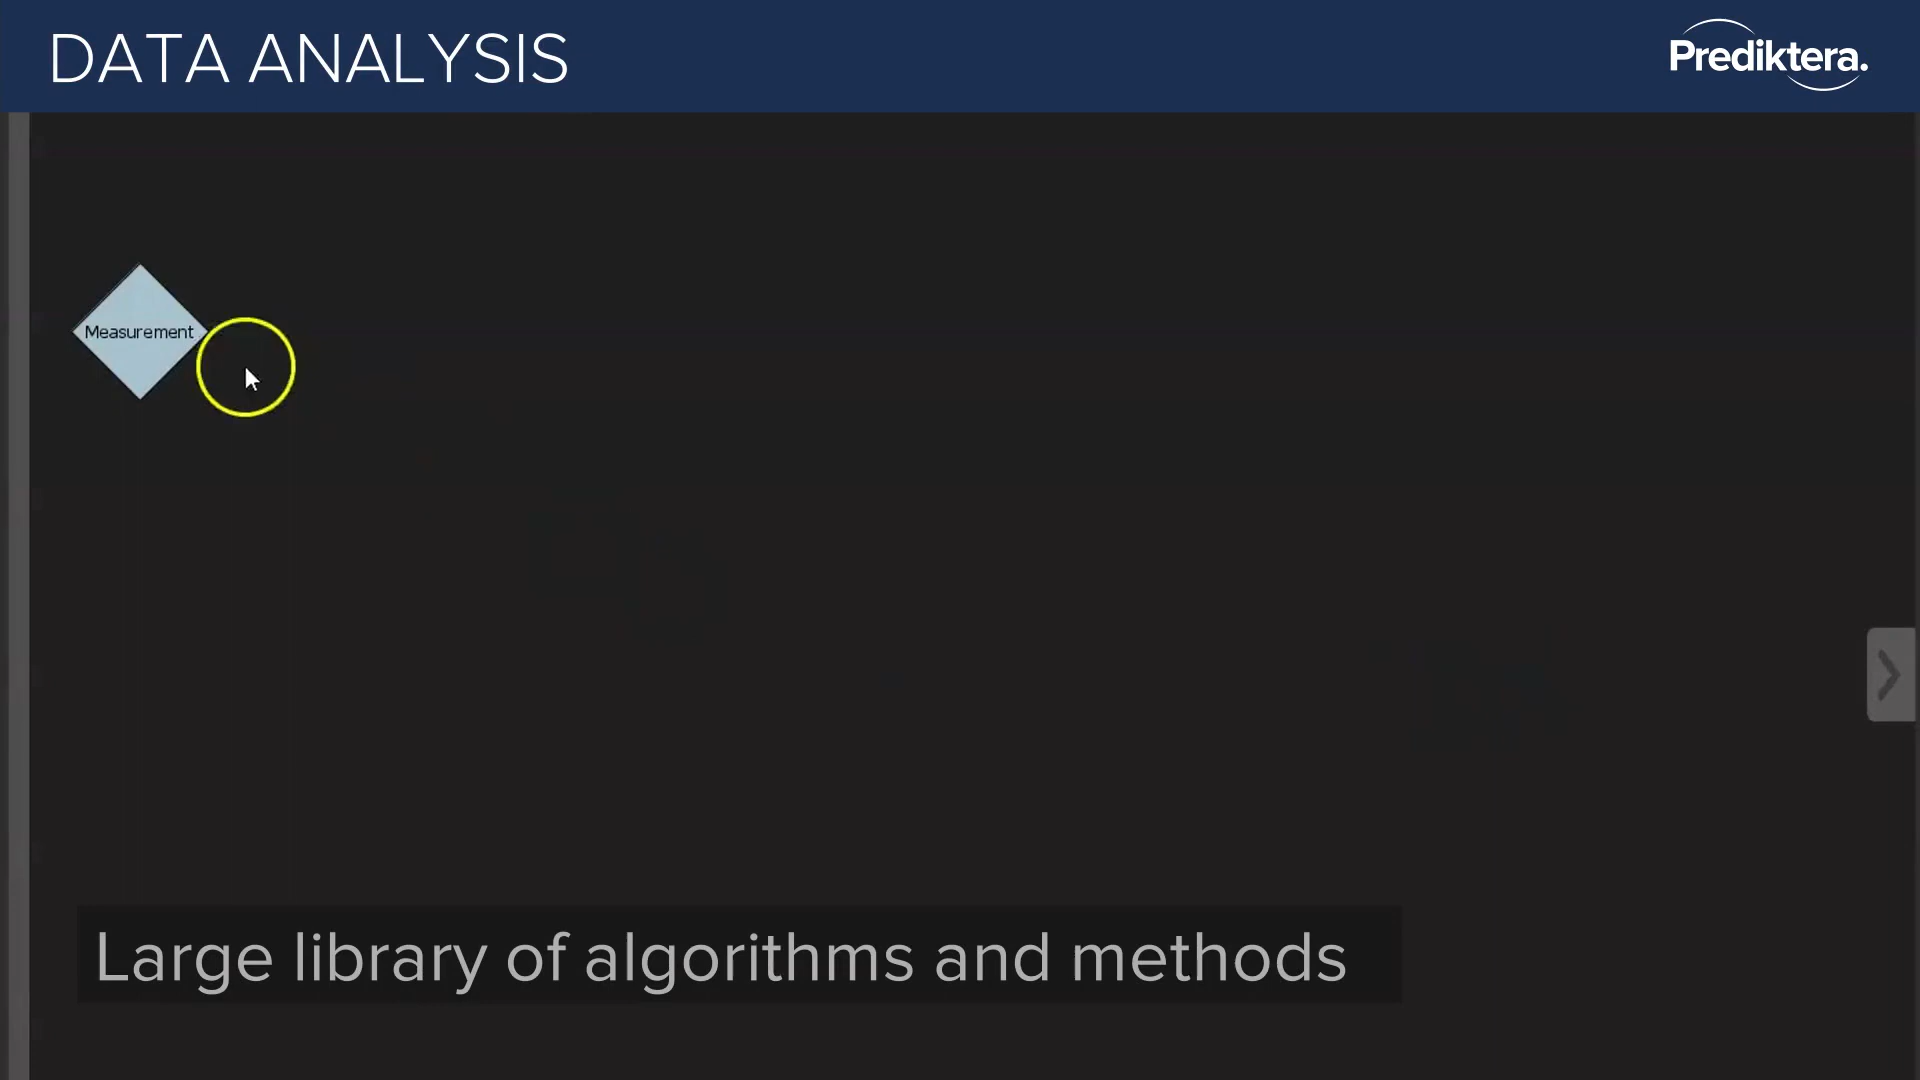 DATA ANALYSIS
Prediktera.
Measurement
Large library of algorithms and methods